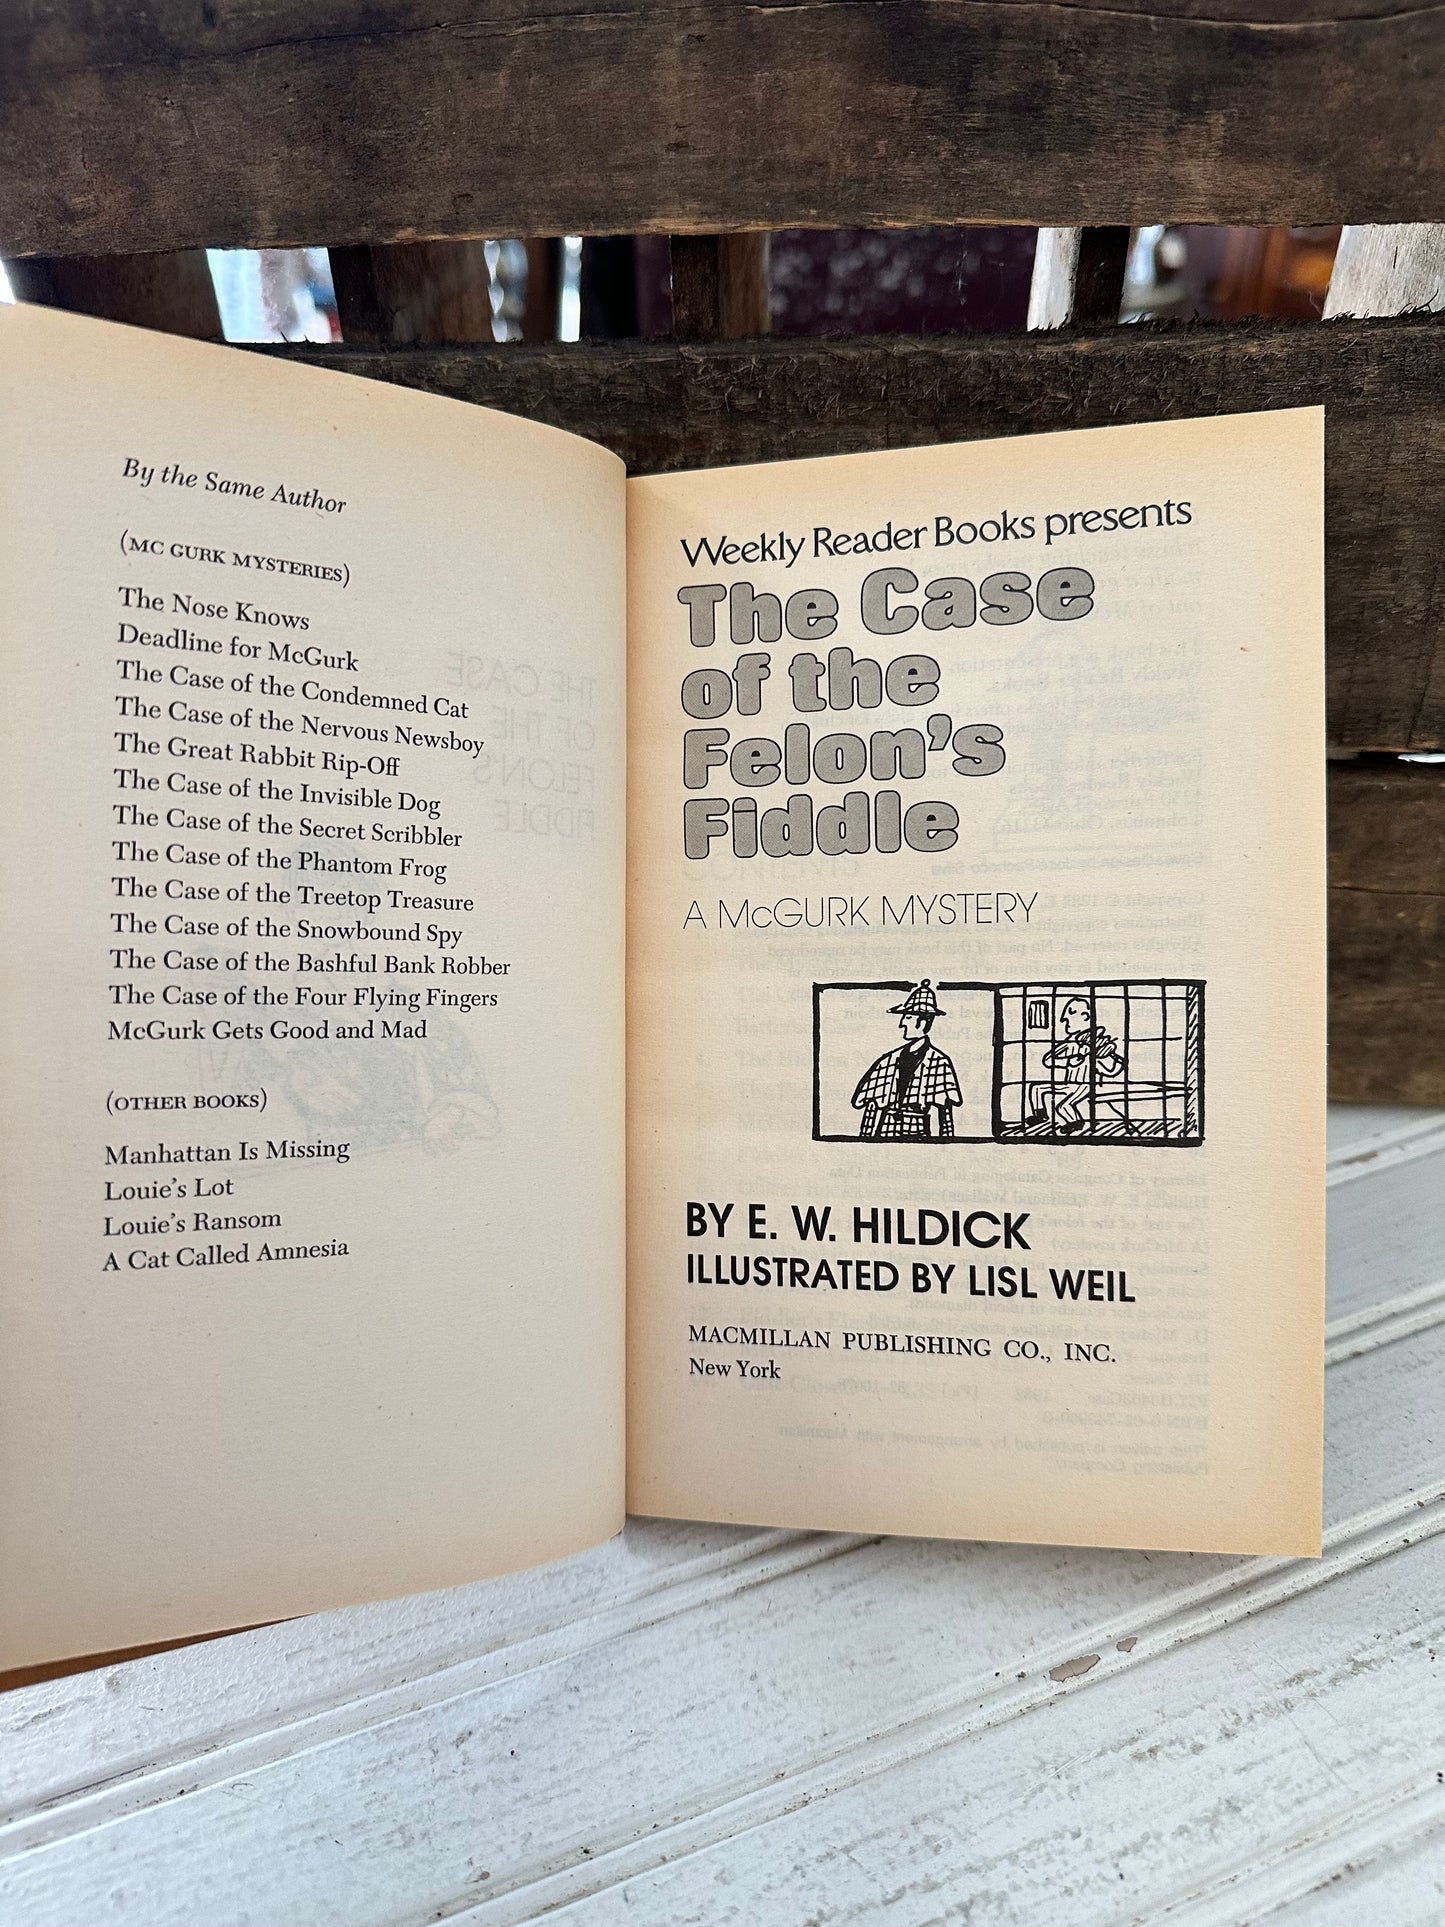 By the Same Author
(MC GURK MYSTERIES)
The Nose Knows
Deadline for McGurk
The Case of the Condemned Cat
The Case of the Nervous Newsboy
The Great Rabbit Rip-Off
The Case of the Invisible Dog
The Case of the Secret Scribbler
The Case of the Phantom Frog
The Case of the Treetop Treasure
The Case of the Snowbound Spy
The Case of the Bashful Bank Robber
The Case of the Four Flying Fingers
McGurk Gets Good and Mad
(OTHER BOOKS)
Manhattan Is Missing
Louie's Lot
Louie's Ransom
A Cat Called Amnesia
Weekly Reader Books presents
The Case
of the
Felon's
Fiddle
A McGURK MYSTERY
BY E. W. HILDICK
ILLUSTRATED BY LISL WEIL
MACMILLAN PUBLISHING CO., INC.
New York